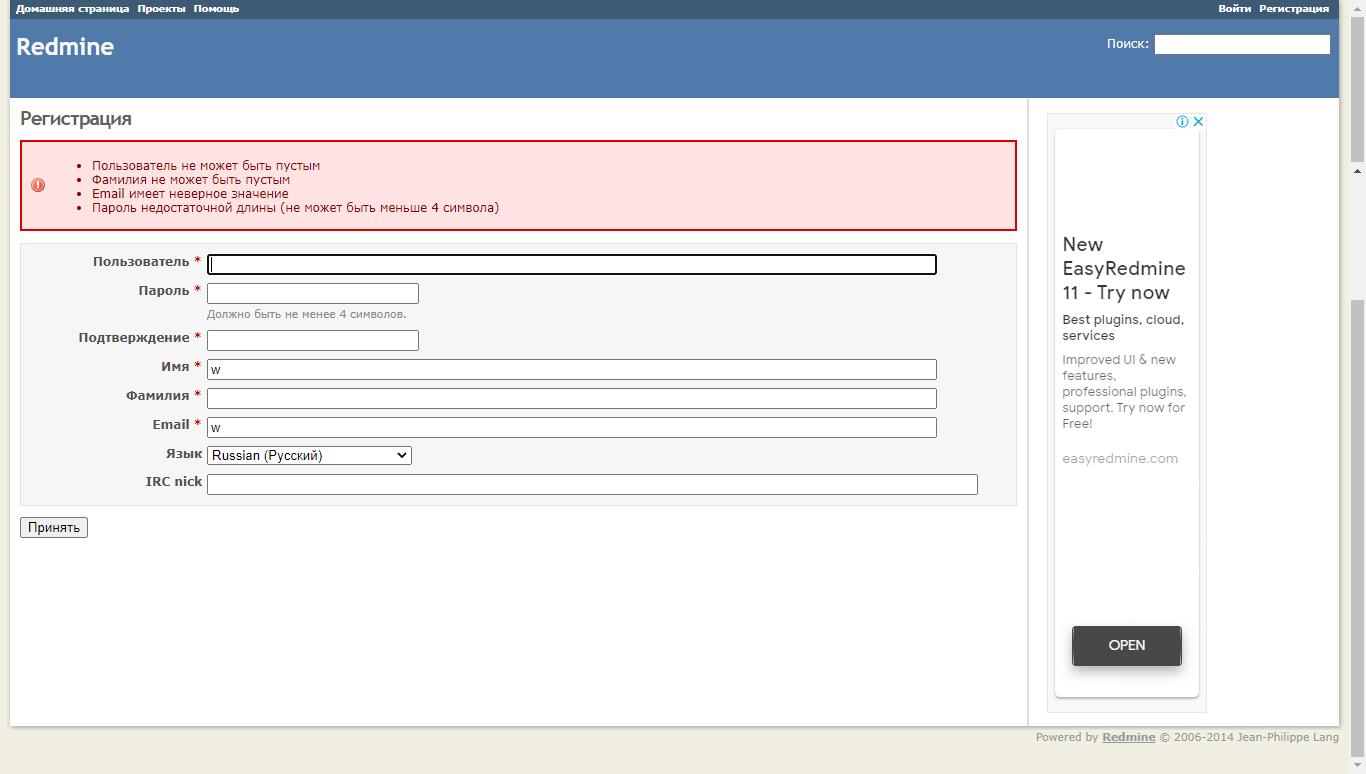 Домашняя страница Проекты Помощь
Войти Регистрация
Redmine
Поиск:
Регистрация
Пользователь не может быть пустым
Фамилия не может быть пустым
Email имеет неверное значение
Пароль недостаточной длины (не может быть меньше 4 символа)
Пользователь *
Пароль *
Должно быть не менее 4 символов.
Подтверждение *
Имя * w
Фамилия *
Email * w
Язык Russian (Русский)
IRC nick
Принять
New
EasyRedmine
11 - Try now
Best plugins, cloud,
services
Improved UI & new
features,
professional plugins,
support. Try now for
Free!
easyredmine.com
OPEN
Powered by Redmine © 2006-2014 Jean-Philippe Lang